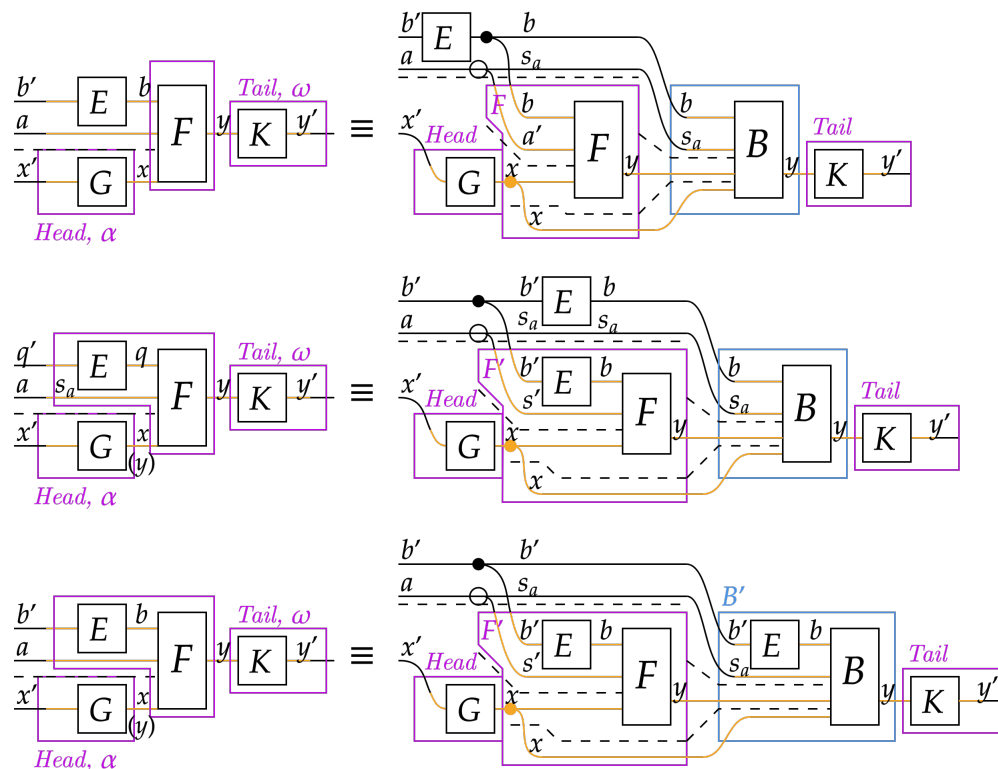 b′ E b
b′ E b Tail, ω a s_a
a F y K y′ ≡ x′ Head F b a′ F y b s_a B y Tail K y′
x′ G x G x
Head, α x
b′ b′ E b
q′ E q Tail, ω a s_a s_a
a s_a F y K y′ ≡ x′ Head F′ b′ E b s′ F y b s_a B y Tail K y′
x′ G x (y) G x
Head, α x
b′ b′
b′ E b Tail, ω a s_a B′
a F y K y′ ≡ x′ Head F′ b′ E b s′ F y b′ E b s_a B y Tail K y′
x′ G x (y) G x
Head, α x